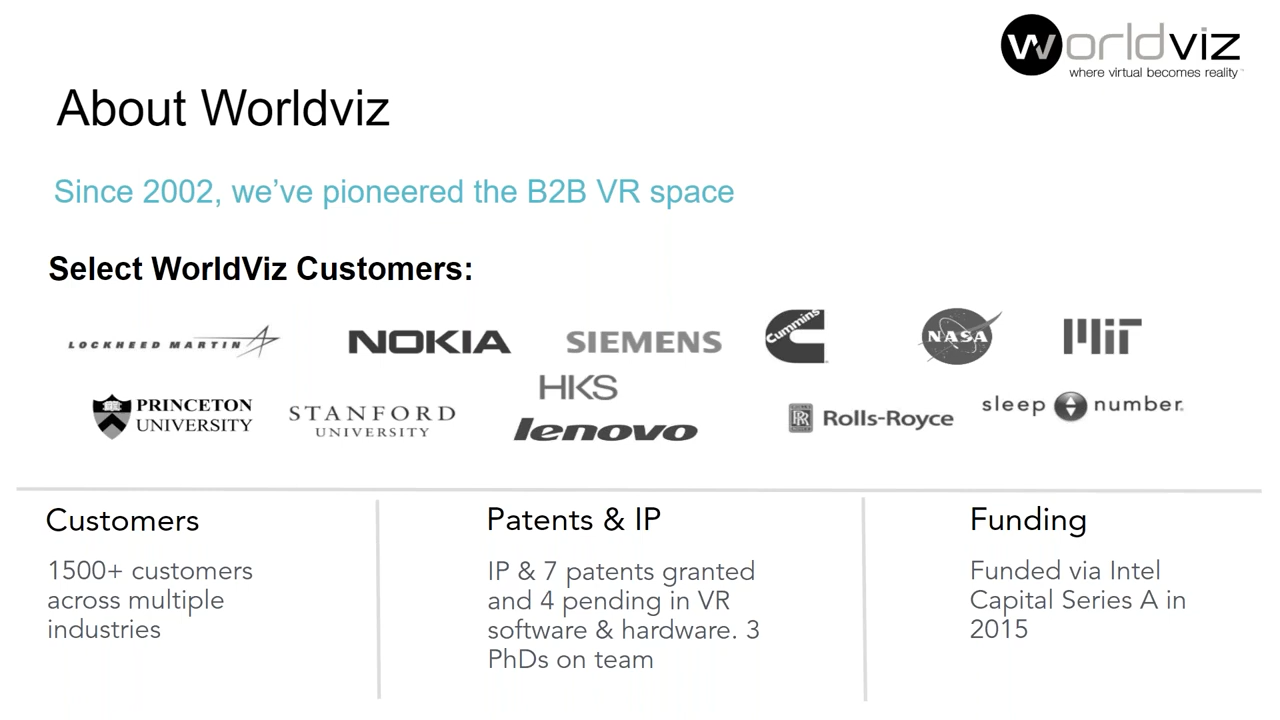 Worldviz
where virtual becomes reality™
About Worldviz
Since 2002, we’ve pioneered the B2B VR space
Select WorldViz Customers:
LOCKHEED MARTIN
NOKIA
SIEMENS
Cummins
NASA
MIT
PRINCETON
UNIVERSITY
STANFORD
UNIVERSITY
HKS
lenovo
RR
Rolls-Royce
sleep number.
Customers
1500+ customers
across multiple
industries
Patents & IP
IP & 7 patents granted
and 4 pending in VR
software & hardware. 3
PhDs on team
Funding
Funded via Intel
Capital Series A in
2015